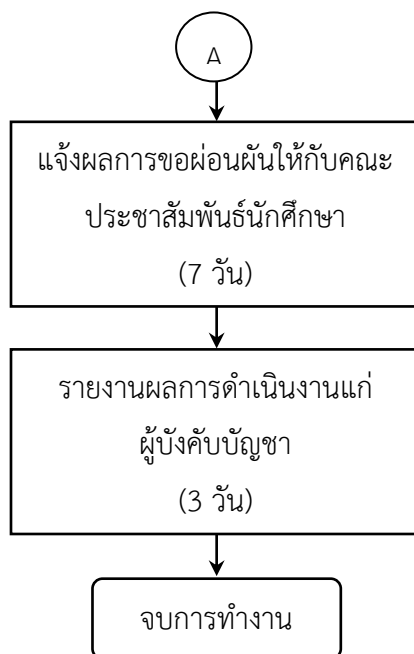 A
แจ้งผลการขอผ่อนผันให้กับคณะ
ประชาสัมพันธ์นักศึกษา
(7 วัน)
รายงานผลการดำเนินงานแก่
ผู้บังคับบัญชา
(3 วัน)
จบการทำงาน